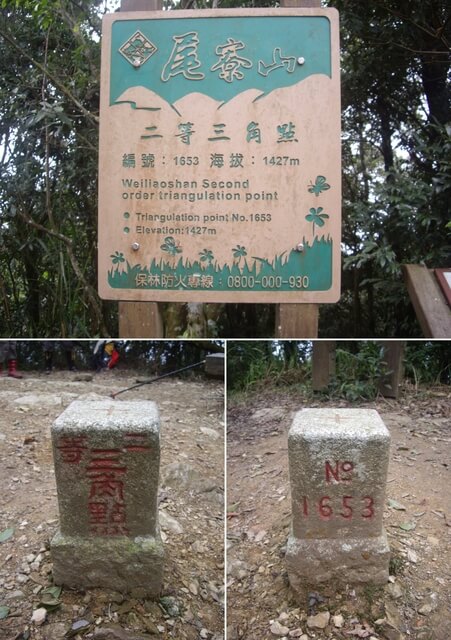 尾寮山
二等三角點
編號：1653 海拔：1427m
Weiliaoshan Second
order triangulation point
● Triangulation point No.1653
● Elevation:1427m
保林防火專線：0800-000-930
二等
三角點
No
1653